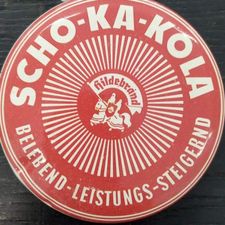 SCHO-KA-KOLA
Hildebrand
BELEBEND-LEISTUNGS-STEIGERND